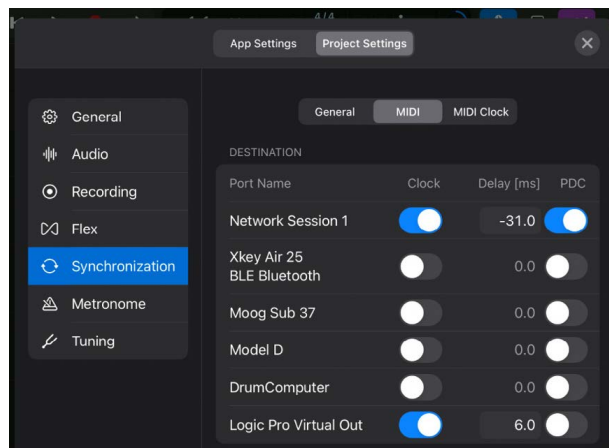 4/4
App Settings Project Settings
General
Audio
Recording
Flex
Synchronization
Metronome
Tuning
General MIDI MIDI Clock
DESTINATION
Port Name Clock Delay [ms] PDC
Network Session 1 -31.0
Xkey Air 25
BLE Bluetooth 0.0
Moog Sub 37 0.0
Model D 0.0
DrumComputer 0.0
Logic Pro Virtual Out 6.0